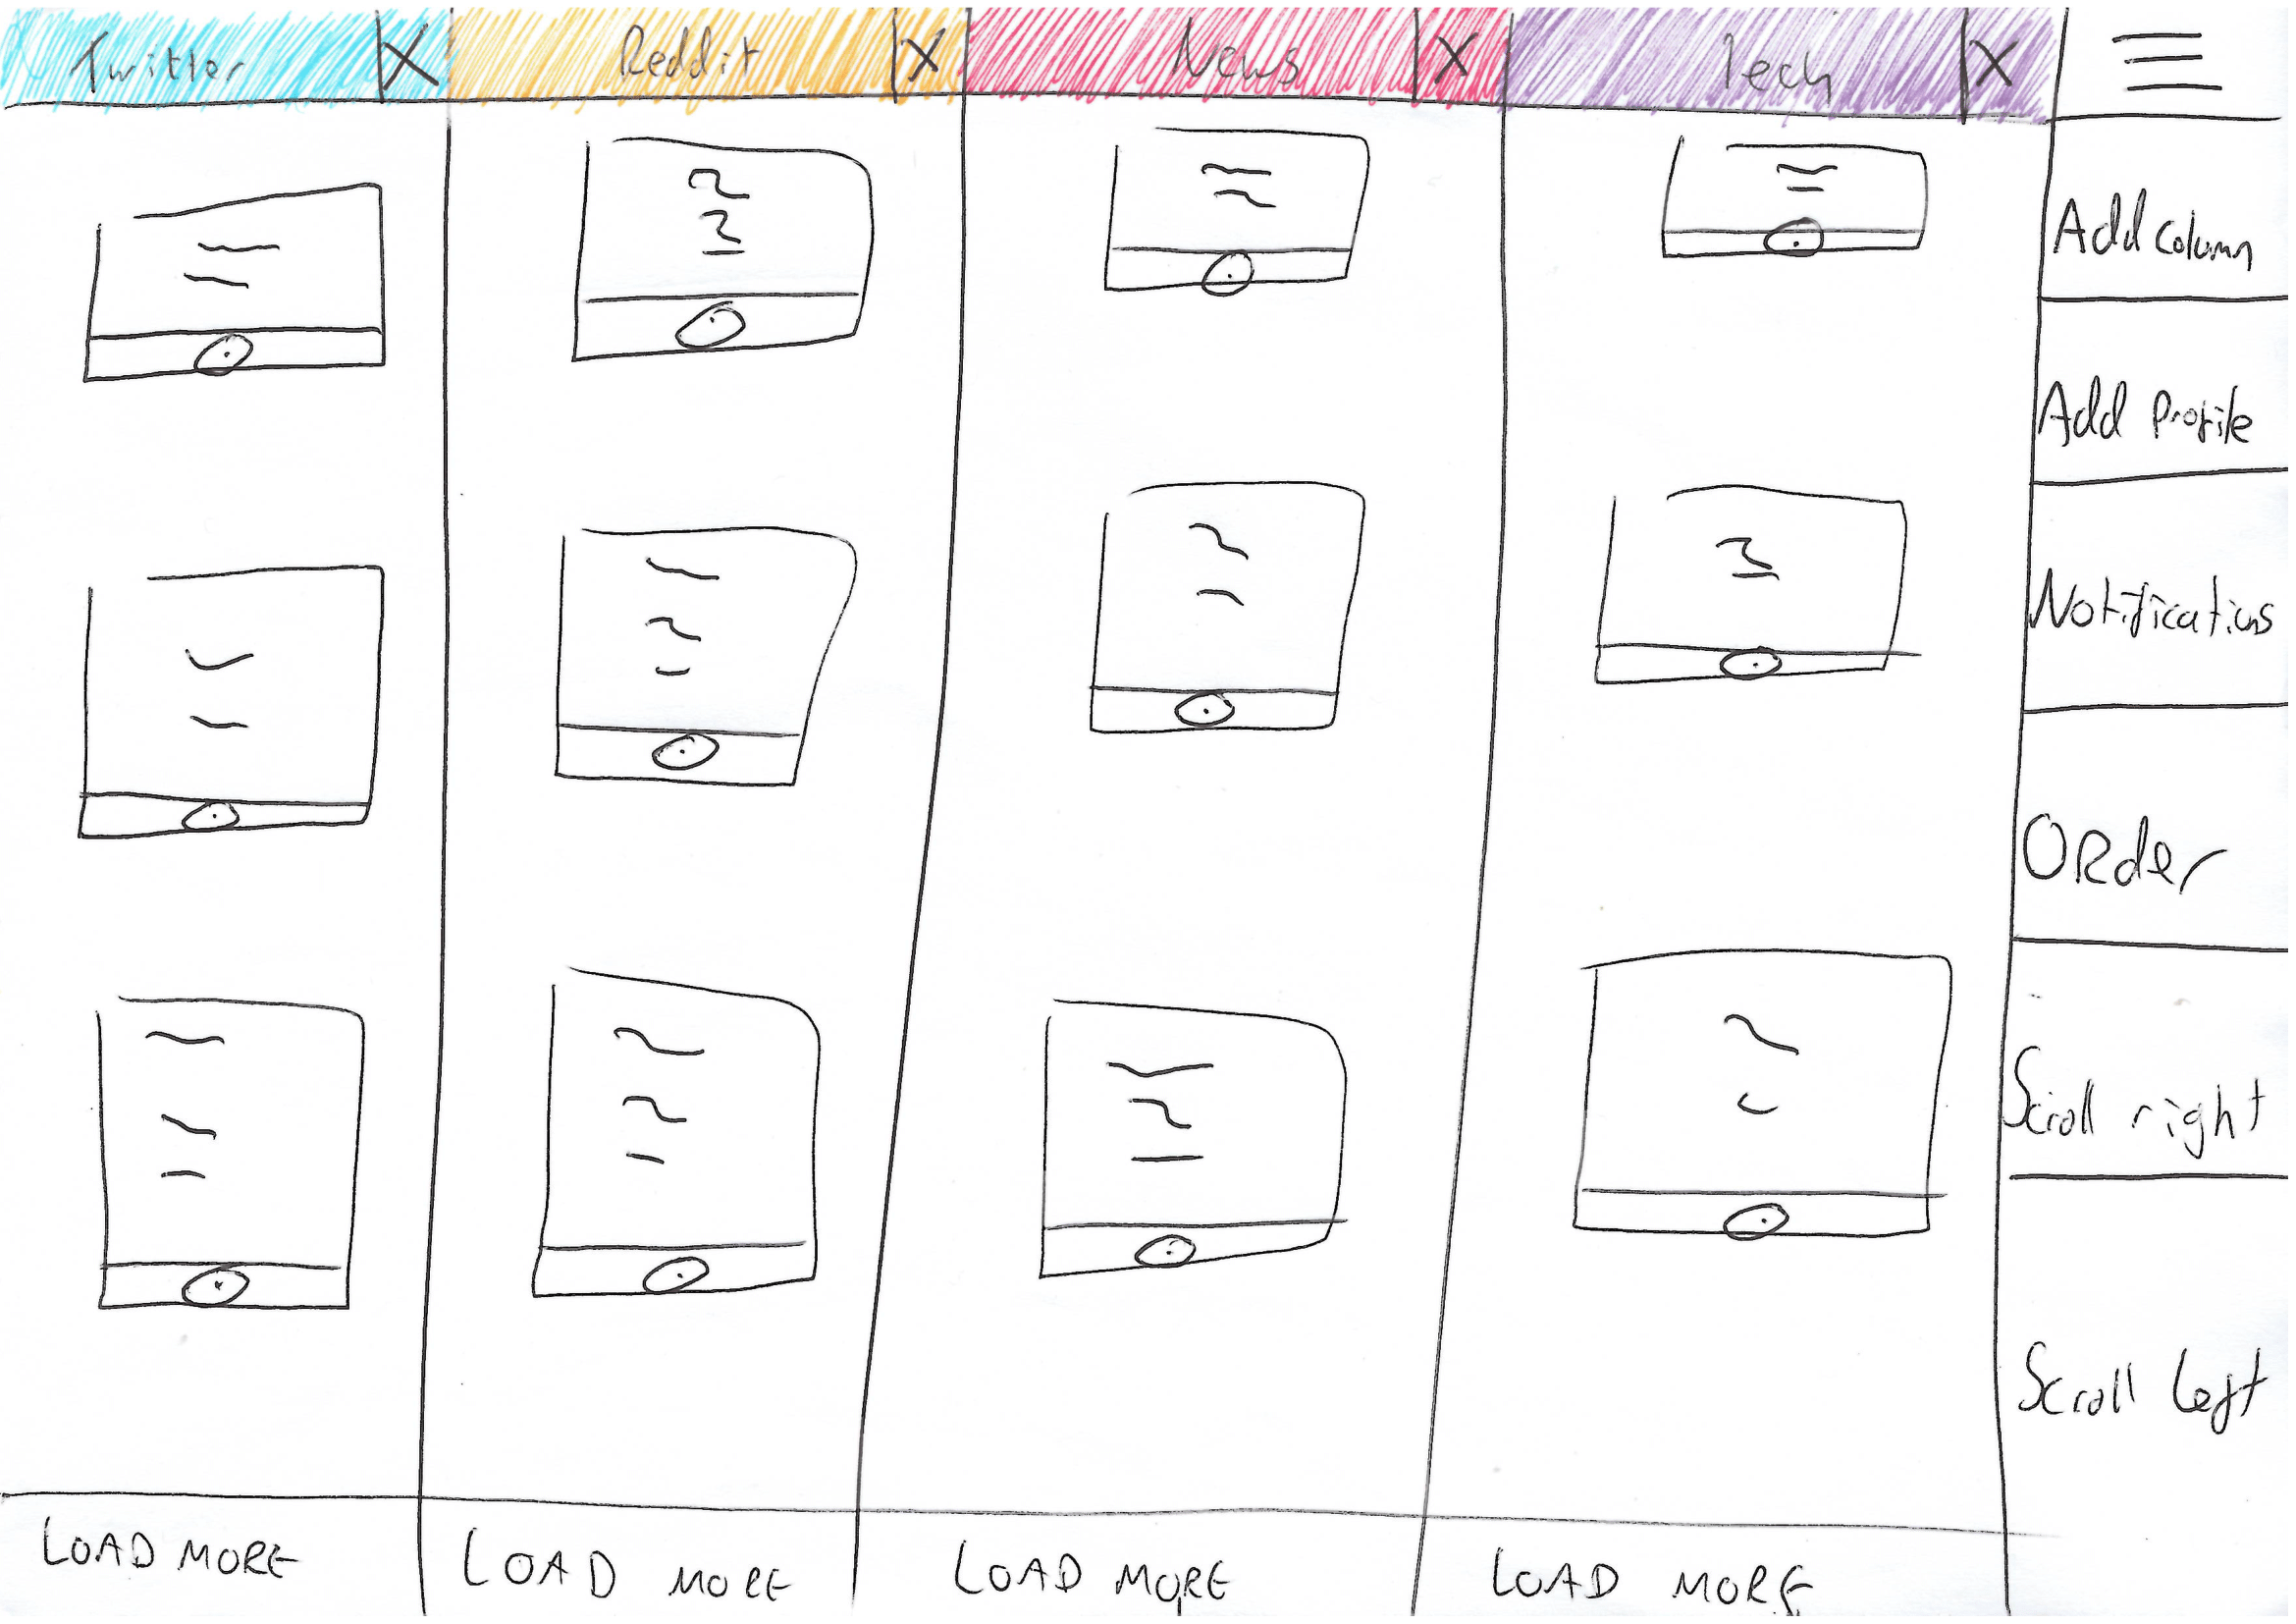 Twitter X Reddit X News X Tech X
Add Column
Add Profile
Notifications
ORder
Scroll right
Scroll left
LOAD MORE LOAD MORE LOAD MORE LOAD MORE